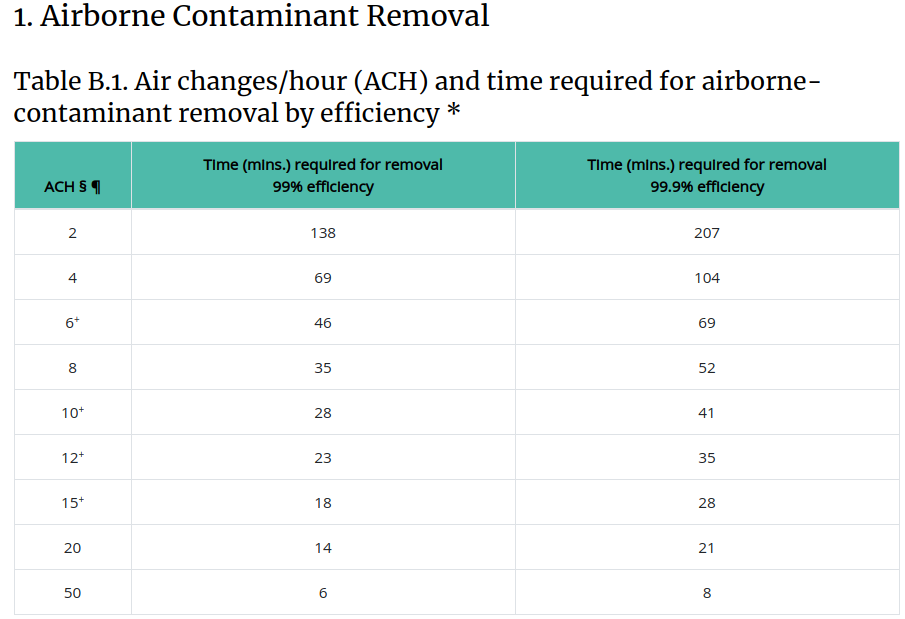 1. Airborne Contaminant Removal
Table B.1. Air changes/hour (ACH) and time required for airborne-
contaminant removal by efficiency *
ACH § ¶ Time (mins.) required for removal 99% efficiency Time (mins.) required for removal 99.9% efficiency
2 138 207
4 69 104
6+ 46 69
8 35 52
10+ 28 41
12+ 23 35
15+ 18 28
20 14 21
50 6 8